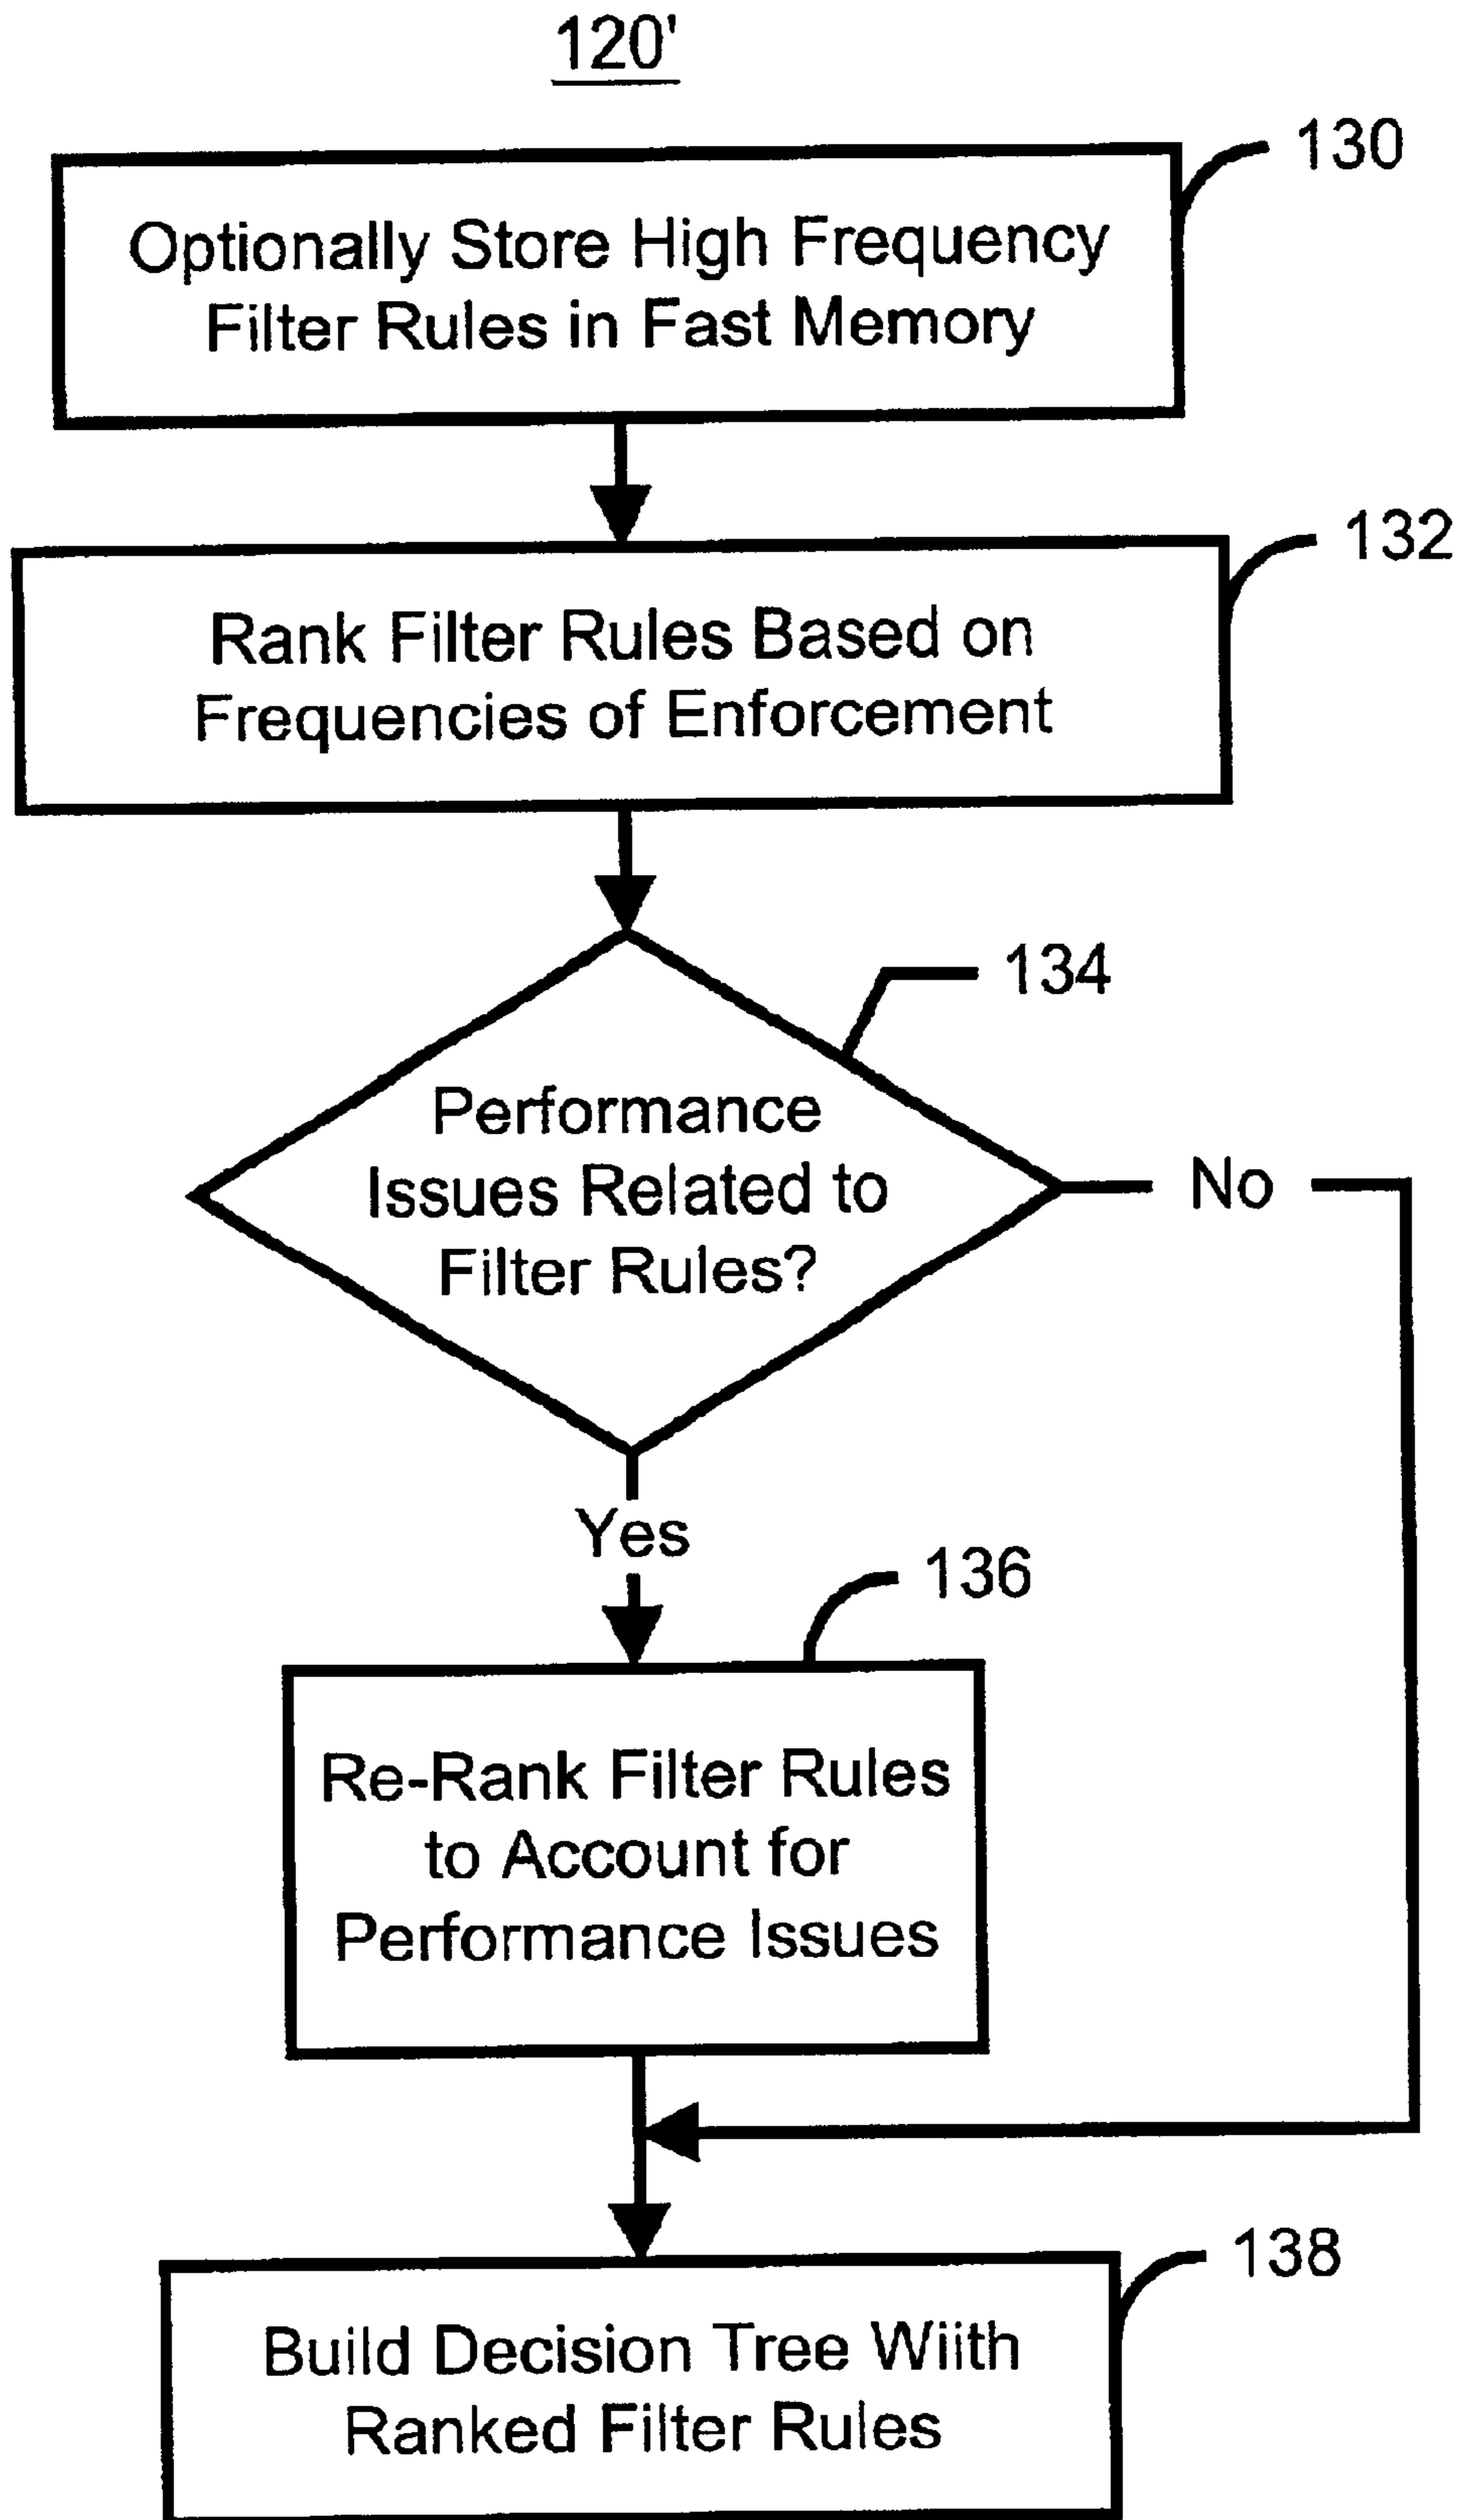 120'
130
Optionally Store High Frequency
Filter Rules in Fast Memory
132
Rank Filter Rules Based on
Frequencies of Enforcement
134
Performance
Issues Related to
Filter Rules?
No
Yes
136
Re-Rank Filter Rules
to Account for
Performance Issues
138
Build Decision Tree Wiith
Ranked Filter Rules